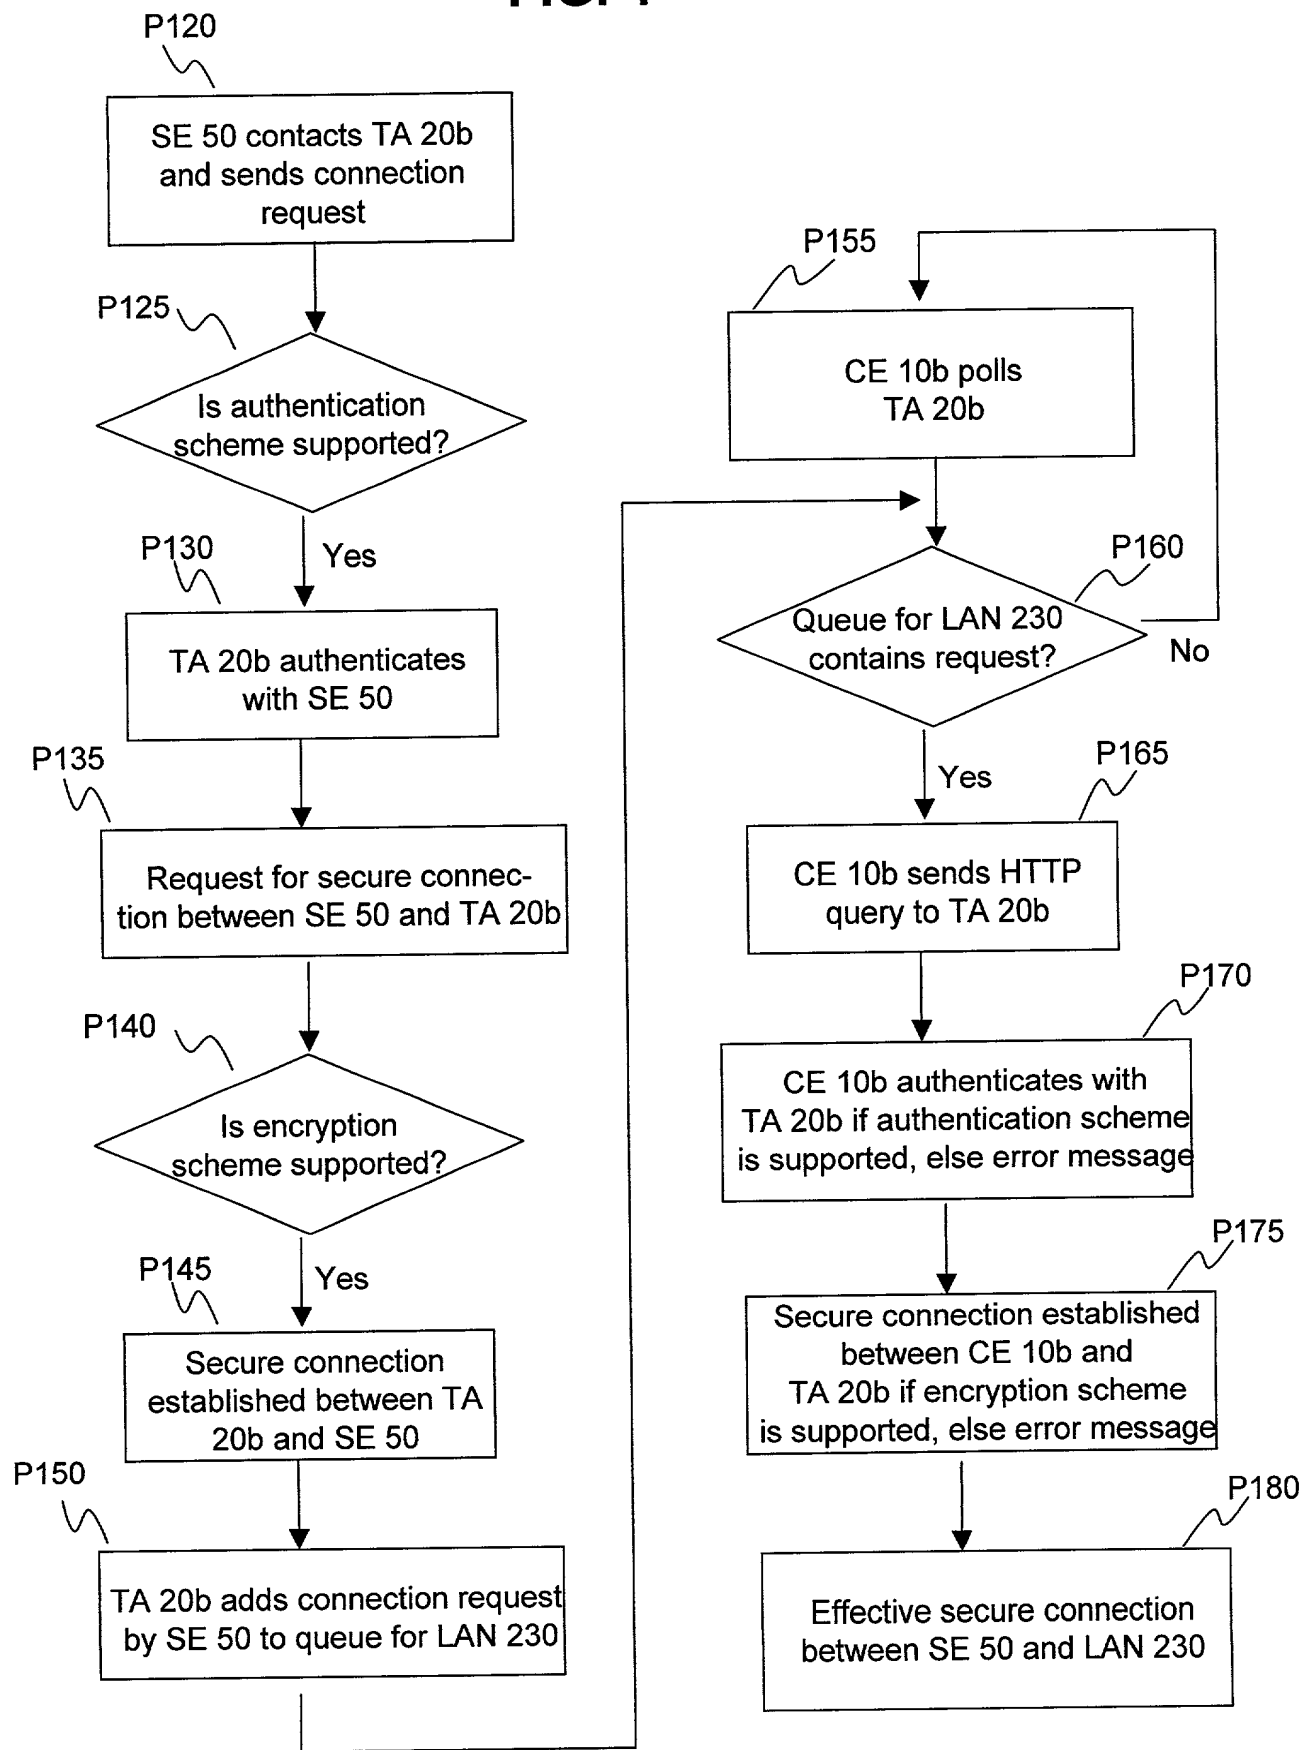 P120
SE 50 contacts TA 20b
and sends connection
request
P125
Is authentication
scheme supported?
Yes
P130
TA 20b authenticates
with SE 50
P135
Request for secure connec-
tion between SE 50 and TA 20b
P140
Is encryption
scheme supported?
Yes
P145
Secure connection
established between TA
20b and SE 50
P150
TA 20b adds connection request
by SE 50 to queue for LAN 230
P155
CE 10b polls
TA 20b
P160
Queue for LAN 230
contains request?
No
Yes
P165
CE 10b sends HTTP
query to TA 20b
P170
CE 10b authenticates with
TA 20b if authentication scheme
is supported, else error message
P175
Secure connection established
between CE 10b and
TA 20b if encryption scheme
is supported, else error message
P180
Effective secure connection
between SE 50 and LAN 230